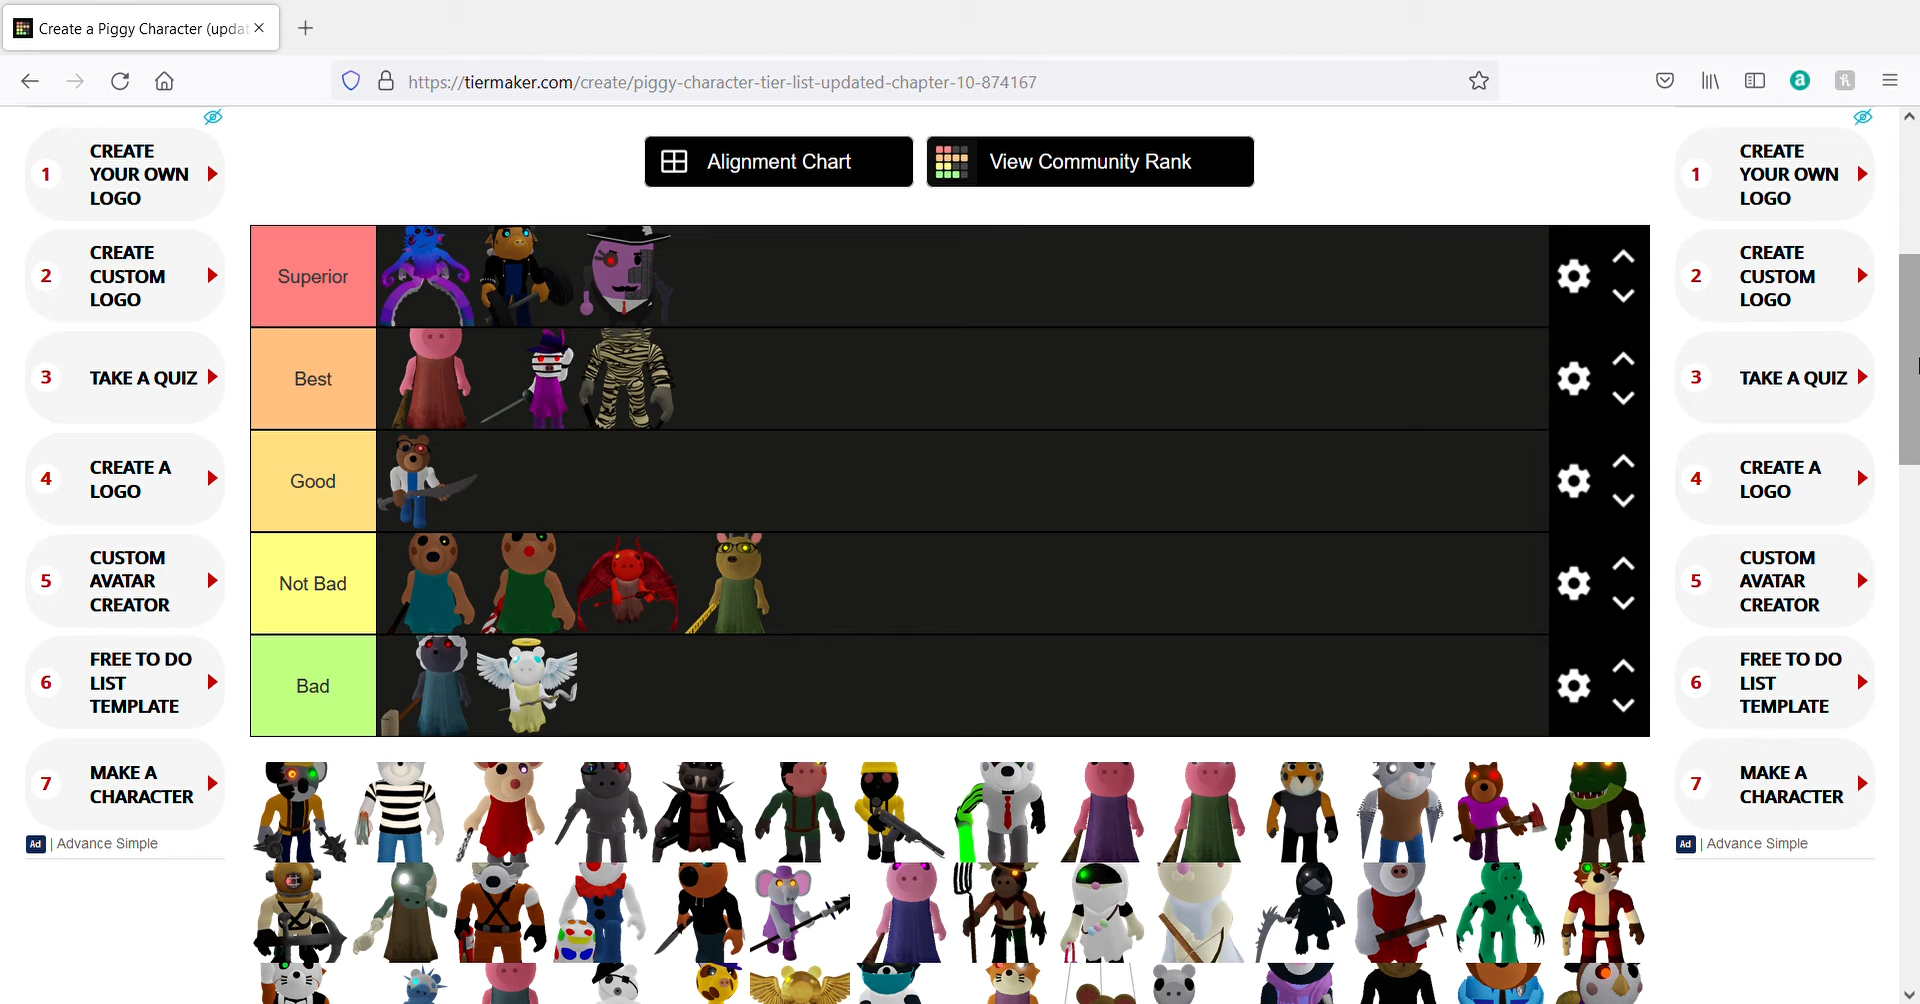 Create a Piggy Character (updat
https://tiermaker.com/create/piggy-character-tier-list-updated-chapter-10-874167
Alignment Chart
View Community Rank
1
CREATE
YOUR OWN
LOGO
2
CREATE
CUSTOM
LOGO
3
TAKE A QUIZ
4
CREATE A
LOGO
5
CUSTOM
AVATAR
CREATOR
6
FREE TO DO
LIST
TEMPLATE
7
MAKE A
CHARACTER
Ad | Advance Simple
Superior
Best
Good
Not Bad
Bad
1
CREATE
YOUR OWN
LOGO
2
CREATE
CUSTOM
LOGO
3
TAKE A QUIZ
4
CREATE A
LOGO
5
CUSTOM
AVATAR
CREATOR
6
FREE TO DO
LIST
TEMPLATE
7
MAKE A
CHARACTER
Ad | Advance Simple